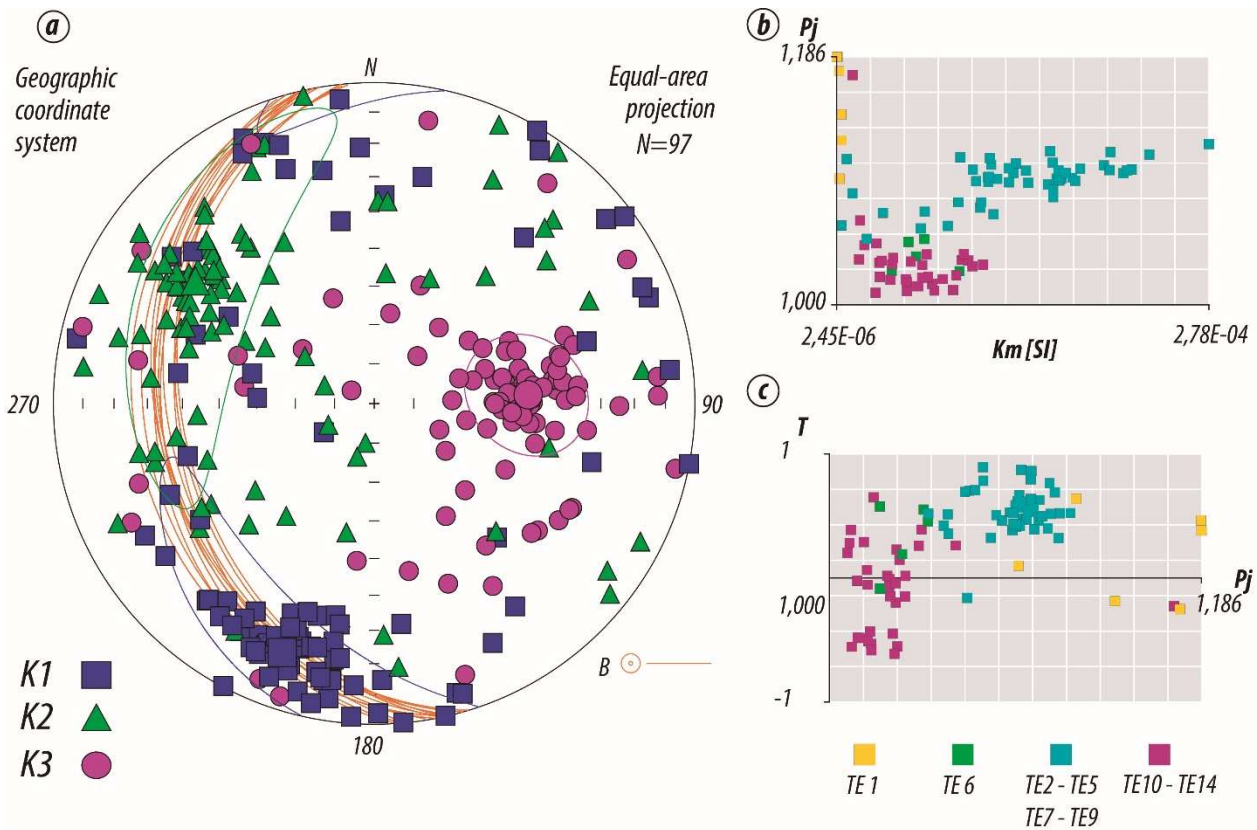 a
Geographic
coordinate
system
N
Equal-area
projection
N=97
270
90
180
B
K1
K2
K3
b
Pj
1,186
1,000
2,45E-06
Km [SI]
2,78E-04
c
T
1
Pj
1,000
1,186
-1
TE 1
TE 6
TE2 - TE5
TE7 - TE9
TE10 - TE14